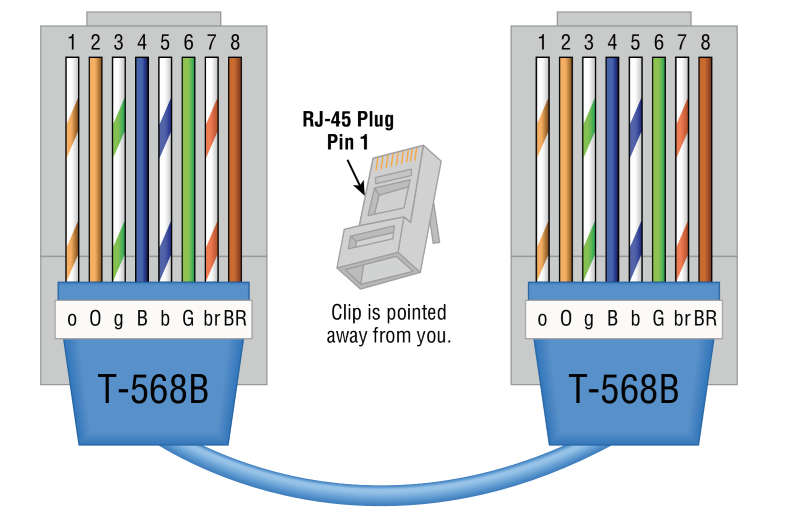 1 2 3 4 5 6 7 8
o O g B b G br BR
T-568B
RJ-45 Plug
Pin 1
Clip is pointed
away from you.
1 2 3 4 5 6 7 8
o O g B b G br BR
T-568B